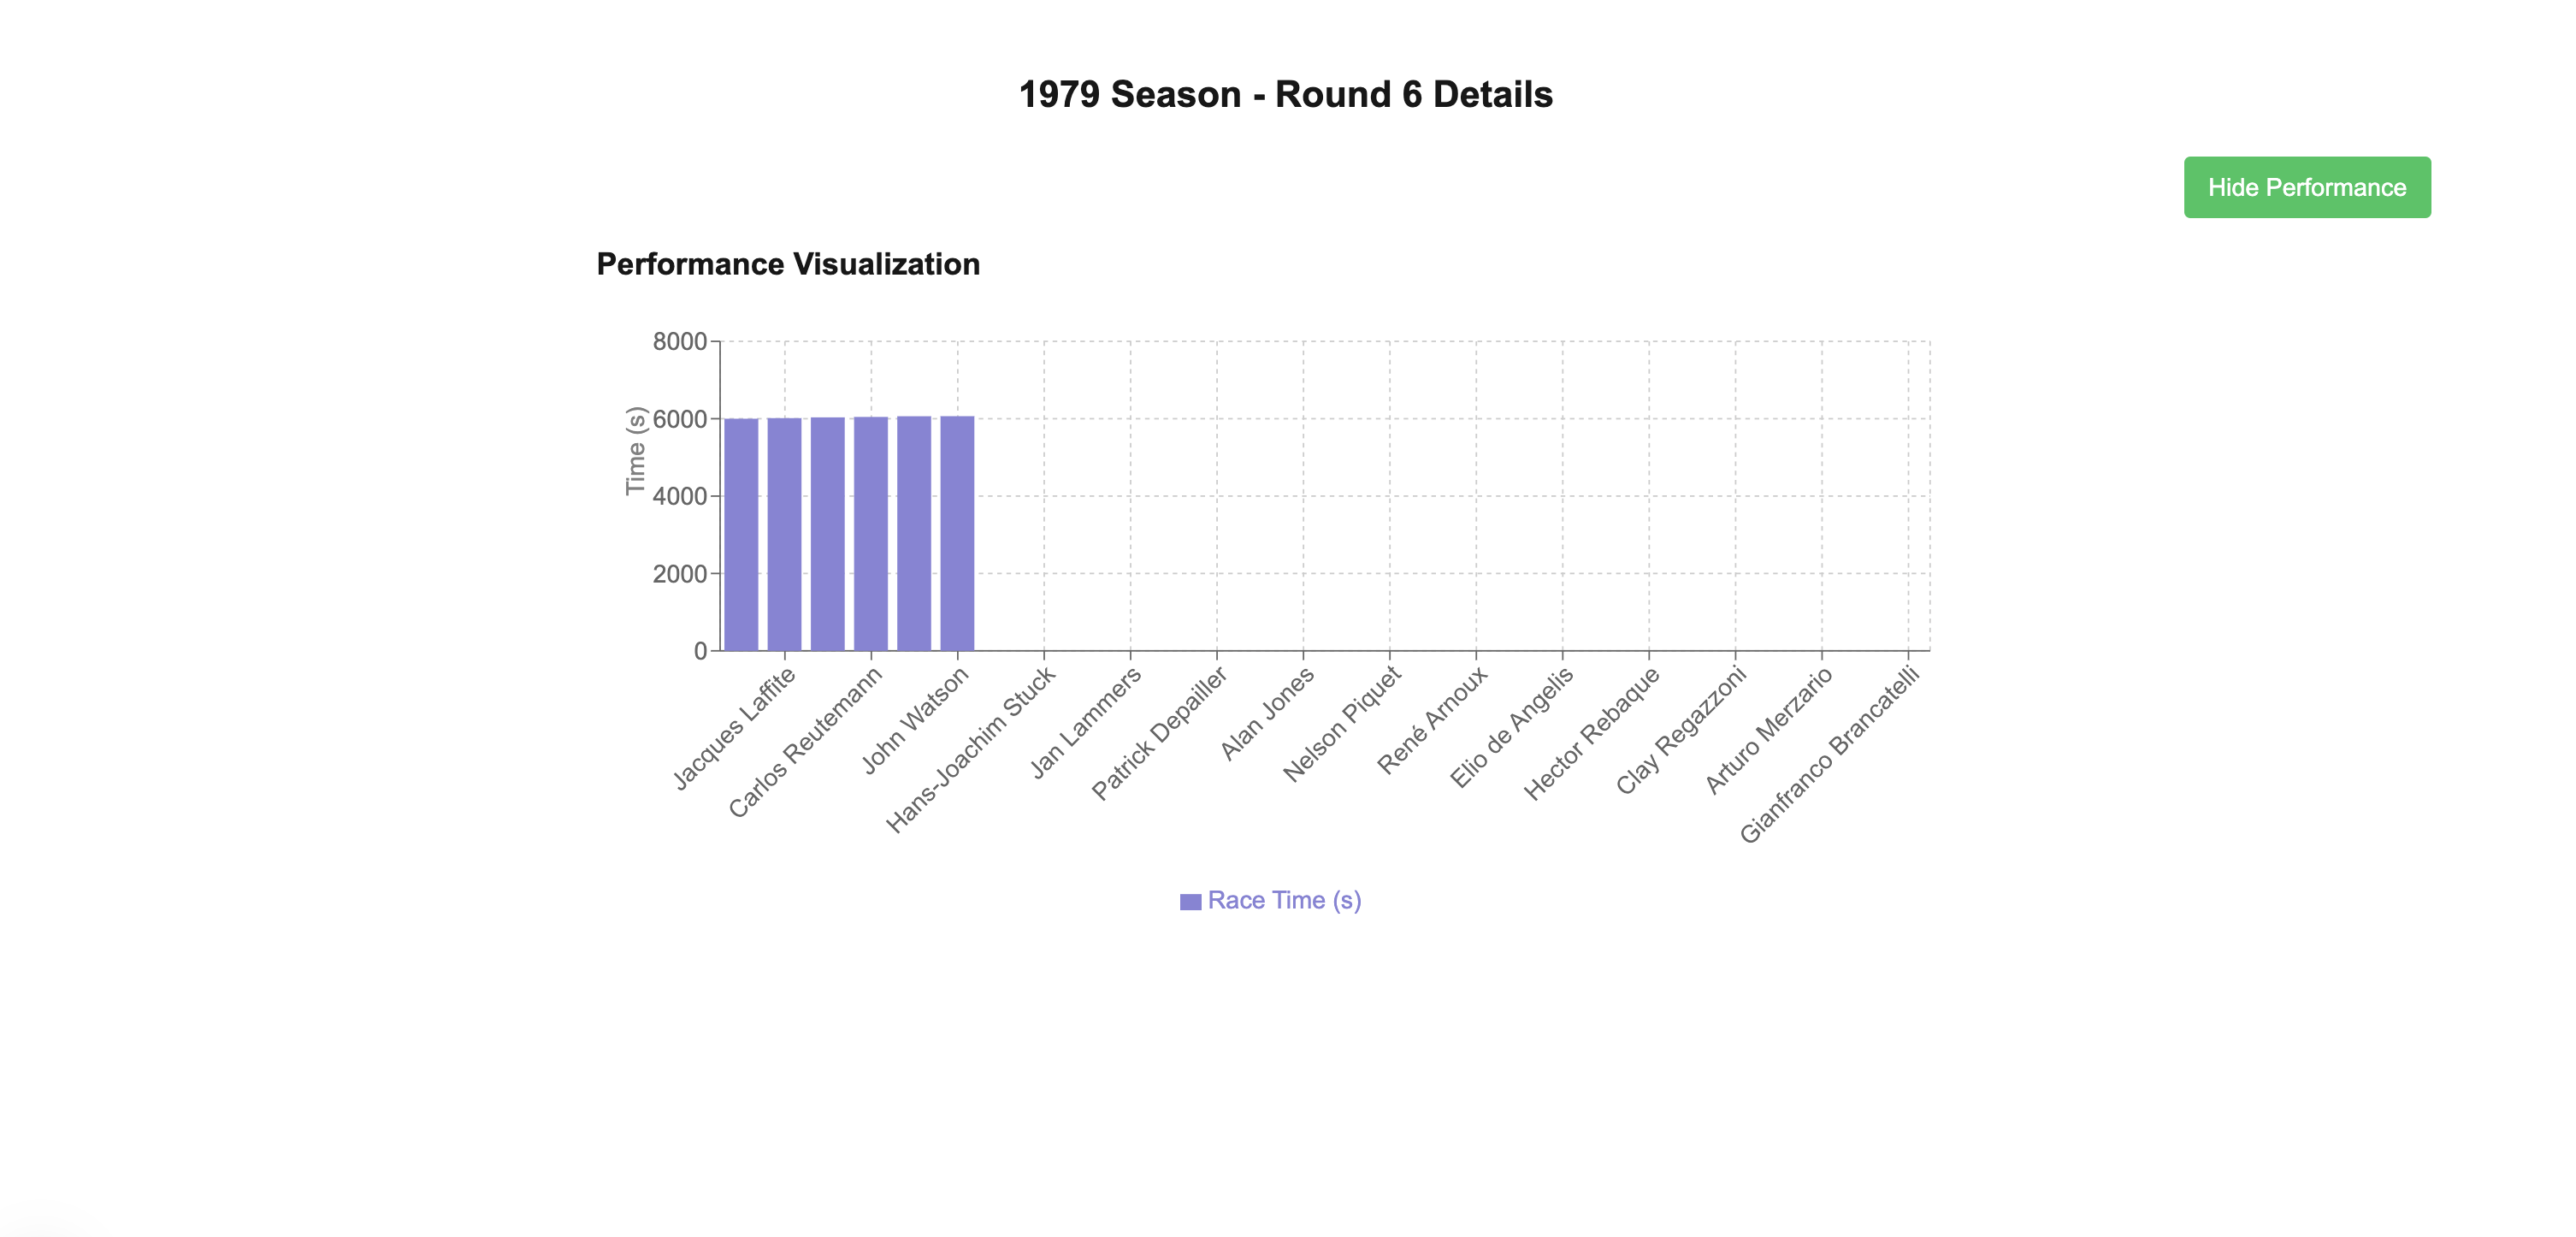 1979 Season - Round 6 Details
Hide Performance
Performance Visualization
Time (s)
8000
6000
4000
2000
0
Jacques Laffite
Carlos Reutemann
John Watson
Hans-Joachim Stuck
Jan Lammers
Patrick Depailler
Alan Jones
Nelson Piquet
René Arnoux
Elio de Angelis
Hector Rebaque
Clay Regazzoni
Arturo Merzario
Gianfranco Brancatelli
Race Time (s)